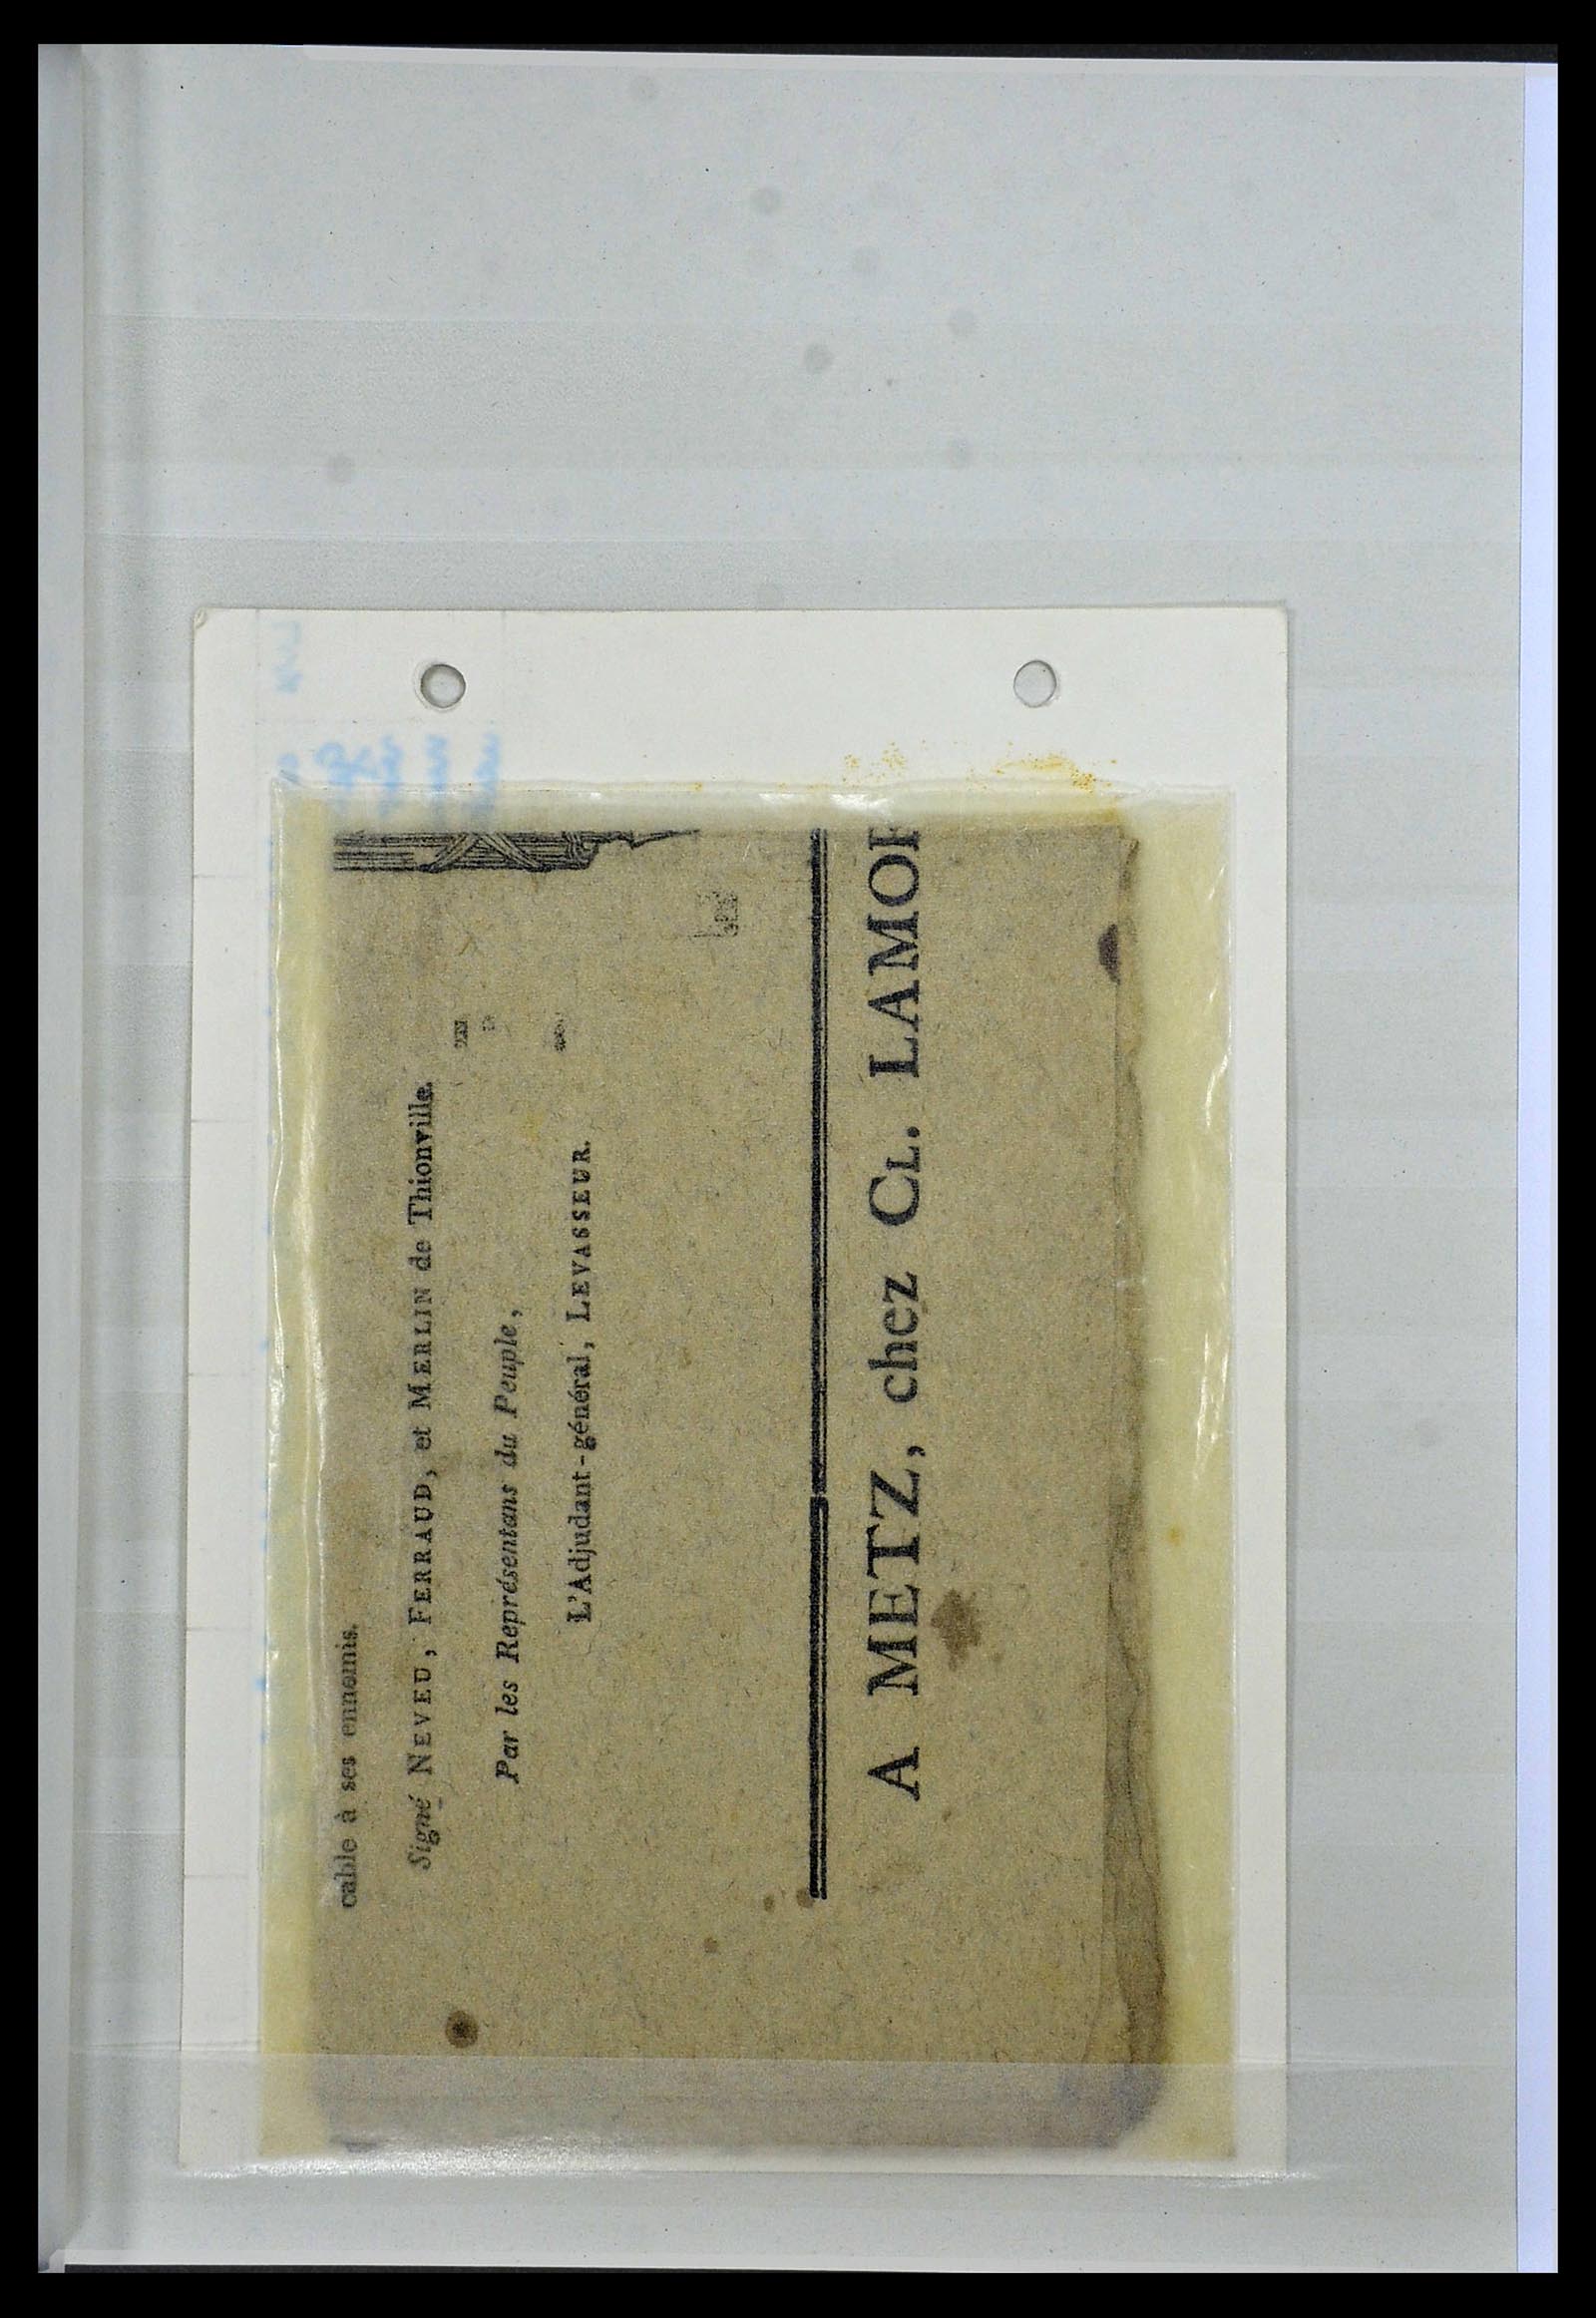 cable à ses ennemis.
Signé NEVEU, FERRAUD, et MERLIN de Thionville.
Par les Représentans du Peuple,
L'Adjudant-général, LEVASSEUR.
A METZ, chez CL. LAMOR